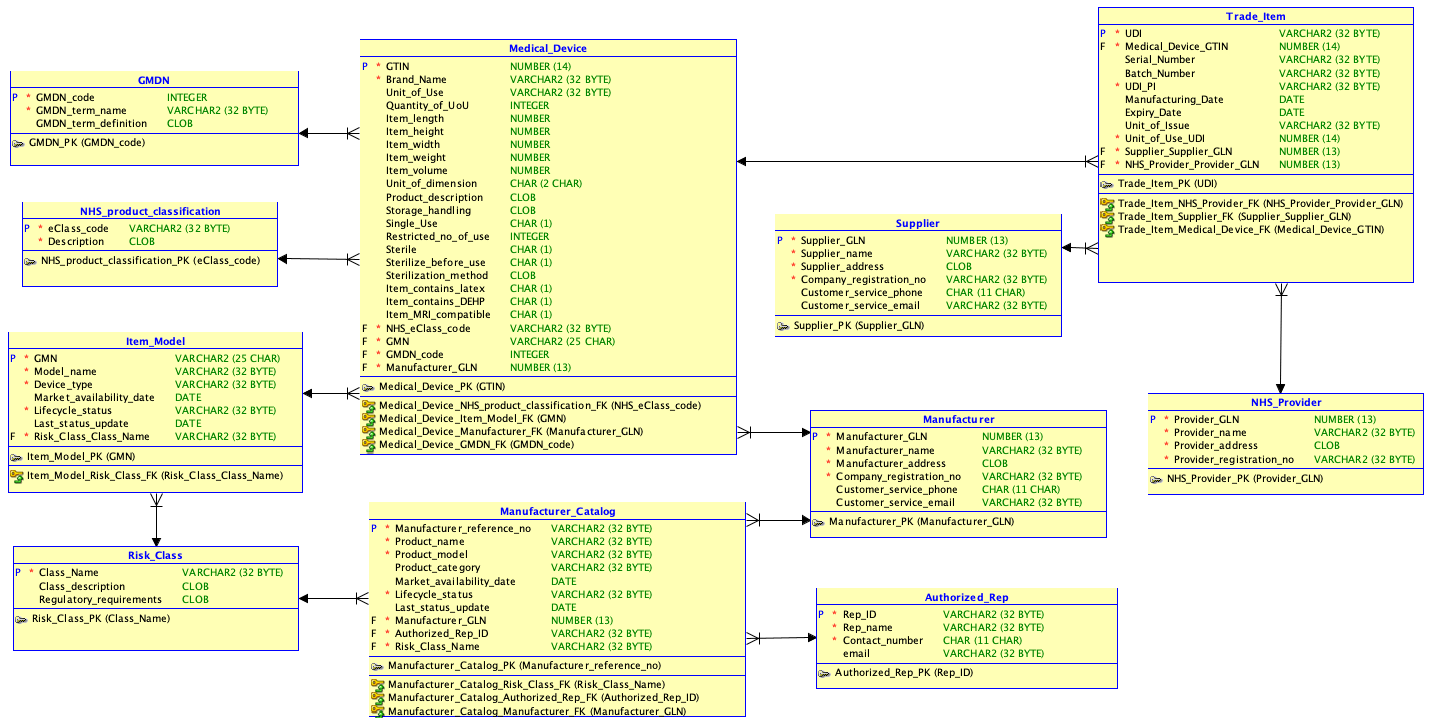 GMDN
P * GMDN_code INTEGER
* GMDN_term_name VARCHAR2 (32 BYTE)
GMDN_term_definition CLOB
GMDN_PK (GMDN_code)
NHS_product_classification
P * eClass_code VARCHAR2 (32 BYTE)
* Description CLOB
NHS_product_classification_PK (eClass_code)
Item_Model
P * GMN VARCHAR2 (25 CHAR)
* Model_name VARCHAR2 (32 BYTE)
* Device_type VARCHAR2 (32 BYTE)
Market_availability_date DATE
* Lifecycle_status VARCHAR2 (32 BYTE)
Last_status_update DATE
F * Risk_Class_Class_Name VARCHAR2 (32 BYTE)
Item_Model_PK (GMN)
Item_Model_Risk_Class_FK (Risk_Class_Class_Name)
Risk_Class
P * Class_Name VARCHAR2 (32 BYTE)
Class_description CLOB
Regulatory_requirements CLOB
Risk_Class_PK (Class_Name)
Medical_Device
P * GTIN NUMBER (14)
* Brand_Name VARCHAR2 (32 BYTE)
Unit_of_Use VARCHAR2 (32 BYTE)
Quantity_of_UoU INTEGER
Item_length NUMBER
Item_height NUMBER
Item_width NUMBER
Item_weight NUMBER
Item_volume NUMBER
Unit_of_dimension CHAR (2 CHAR)
Product_description CLOB
Storage_handling CLOB
Single_Use CHAR (1)
Restricted_no_of_use INTEGER
Sterile CHAR (1)
Sterilize_before_use CHAR (1)
Sterilization_method CLOB
Item_contains_latex CHAR (1)
Item_contains_DEHP CHAR (1)
Item_MRI_compatible CHAR (1)
F * NHS_eClass_code VARCHAR2 (32 BYTE)
F * GMN VARCHAR2 (25 CHAR)
F * GMDN_code INTEGER
F * Manufacturer_GLN NUMBER (13)
Medical_Device_PK (GTIN)
Medical_Device_NHS_product_classification_FK (NHS_eClass_code)
Medical_Device_Item_Model_FK (GMN)
Medical_Device_Manufacturer_FK (Manufacturer_GLN)
Medical_Device_GMDN_FK (GMDN_code)
Manufacturer_Catalog
P * Manufacturer_reference_no VARCHAR2 (32 BYTE)
* Product_name VARCHAR2 (32 BYTE)
* Product_model VARCHAR2 (32 BYTE)
Product_category VARCHAR2 (32 BYTE)
Market_availability_date DATE
* Lifecycle_status VARCHAR2 (32 BYTE)
Last_status_update DATE
F * Manufacturer_GLN NUMBER (13)
F * Authorized_Rep_ID VARCHAR2 (32 BYTE)
F * Risk_Class_Name VARCHAR2 (32 BYTE)
Manufacturer_Catalog_PK (Manufacturer_reference_no)
Manufacturer_Catalog_Risk_Class_FK (Risk_Class_Name)
Manufacturer_Catalog_Authorized_Rep_FK (Authorized_Rep_ID)
Manufacturer_Catalog_Manufacturer_FK (Manufacturer_GLN)
Trade_Item
P * UDI VARCHAR2 (32 BYTE)
F * Medical_Device_GTIN NUMBER (14)
Serial_Number VARCHAR2 (32 BYTE)
Batch_Number VARCHAR2 (32 BYTE)
* UDI_PI VARCHAR2 (32 BYTE)
Manufacturing_Date DATE
Expiry_Date DATE
Unit_of_Issue VARCHAR2 (32 BYTE)
* Unit_of_Use_UDI NUMBER (14)
F * Supplier_Supplier_GLN NUMBER (13)
F * NHS_Provider_Provider_GLN NUMBER (13)
Trade_Item_PK (UDI)
Trade_Item_NHS_Provider_FK (NHS_Provider_Provider_GLN)
Trade_Item_Supplier_FK (Supplier_Supplier_GLN)
Trade_Item_Medical_Device_FK (Medical_Device_GTIN)
Supplier
P * Supplier_GLN NUMBER (13)
* Supplier_name VARCHAR2 (32 BYTE)
* Supplier_address CLOB
* Company_registration_no VARCHAR2 (32 BYTE)
Customer_service_phone CHAR (11 CHAR)
Customer_service_email VARCHAR2 (32 BYTE)
Supplier_PK (Supplier_GLN)
NHS_Provider
P * Provider_GLN NUMBER (13)
* Provider_name VARCHAR2 (32 BYTE)
* Provider_address CLOB
* Provider_registration_no VARCHAR2 (32 BYTE)
NHS_Provider_PK (Provider_GLN)
Manufacturer
P * Manufacturer_GLN NUMBER (13)
* Manufacturer_name VARCHAR2 (32 BYTE)
* Manufacturer_address CLOB
* Company_registration_no VARCHAR2 (32 BYTE)
Customer_service_phone CHAR (11 CHAR)
Customer_service_email VARCHAR2 (32 BYTE)
Manufacturer_PK (Manufacturer_GLN)
Authorized_Rep
P * Rep_ID VARCHAR2 (32 BYTE)
* Rep_name VARCHAR2 (32 BYTE)
* Contact_number CHAR (11 CHAR)
email VARCHAR2 (32 BYTE)
Authorized_Rep_PK (Rep_ID)